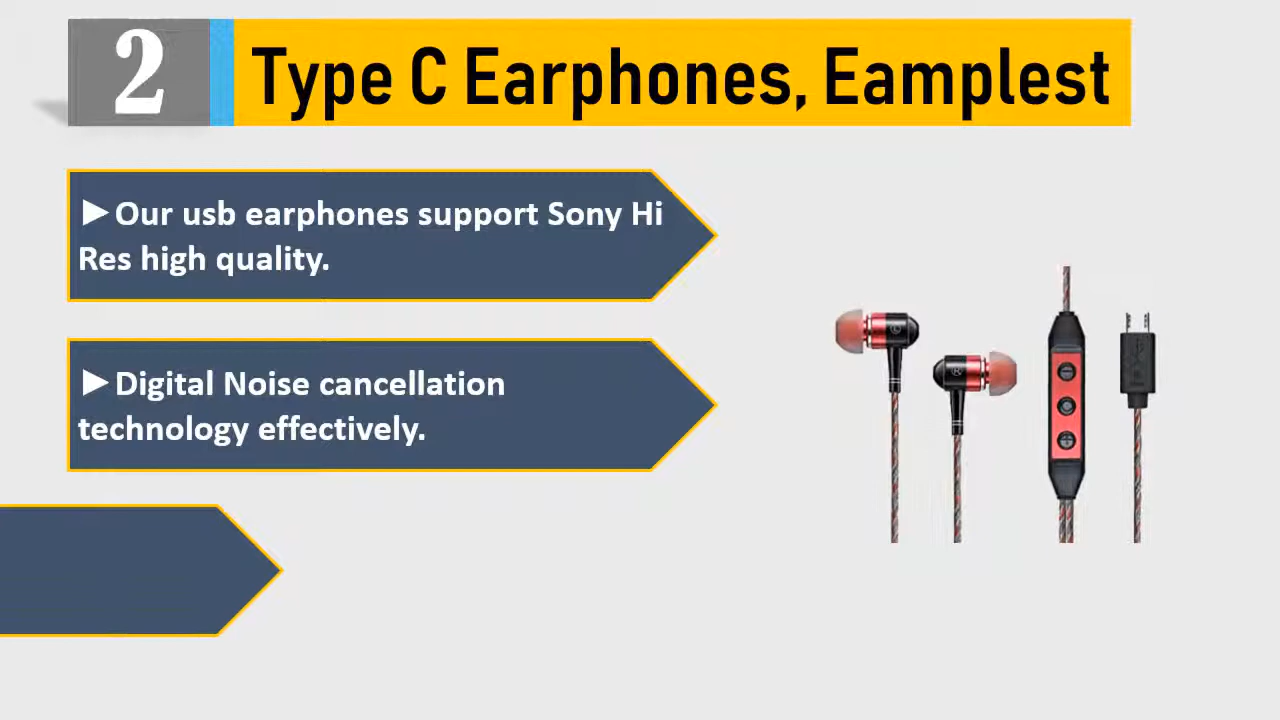 2
Type C Earphones, Eamplest
►Our usb earphones support Sony Hi
Res high quality.
►Digital Noise cancellation
technology effectively.